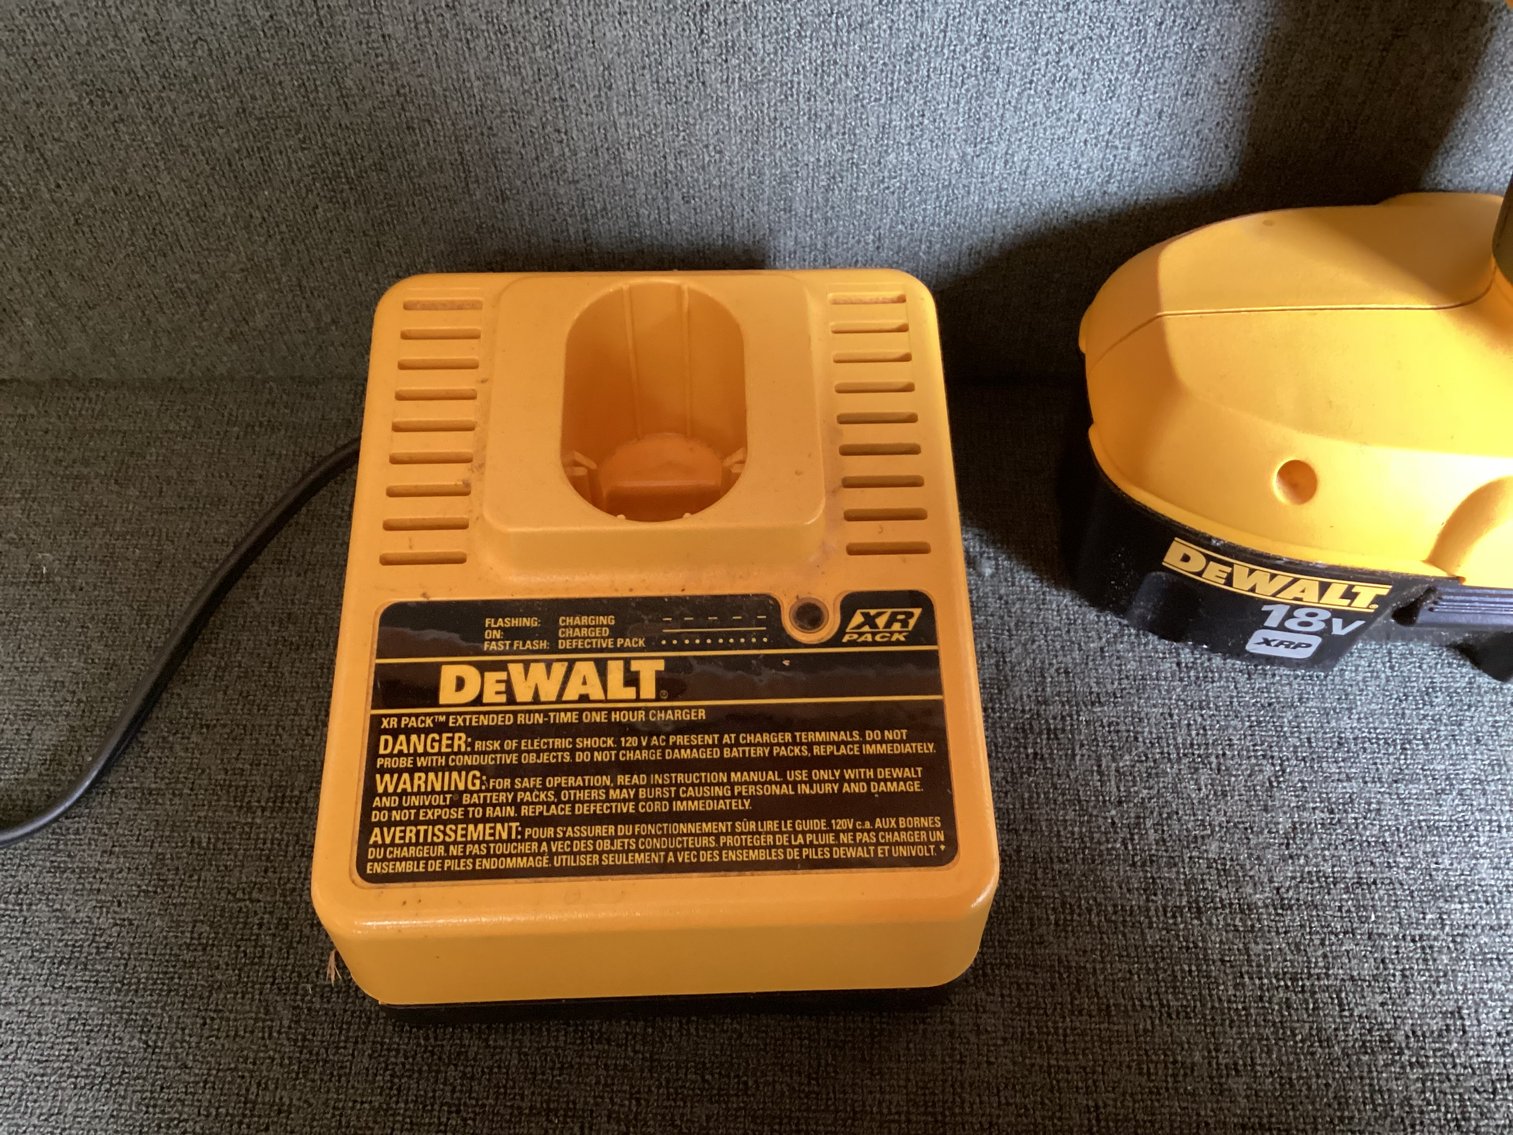 FLASHING: CHARGING
ON: CHARGED
FAST FLASH: DEFECTIVE PACK
XR
PACK
DEWALT®
XR PACK™ EXTENDED RUN-TIME ONE HOUR CHARGER
DANGER: RISK OF ELECTRIC SHOCK. 120 V AC PRESENT AT CHARGER TERMINALS. DO NOT
PROBE WITH CONDUCTIVE OBJECTS. DO NOT CHARGE DAMAGED BATTERY PACKS, REPLACE IMMEDIATELY.
WARNING: FOR SAFE OPERATION, READ INSTRUCTION MANUAL. USE ONLY WITH DEWALT
AND UNIVOLT BATTERY PACKS, OTHERS MAY BURST CAUSING PERSONAL INJURY AND DAMAGE.
DO NOT EXPOSE TO RAIN. REPLACE DEFECTIVE CORD IMMEDIATELY.
AVERTISSEMENT: POUR S'ASSURER DU FONCTIONNEMENT SÛR LIRE LE GUIDE. 120V c.a. AUX BORNES
DU CHARGEUR. NE PAS TOUCHER A VEC DES OBJETS CONDUCTEURS. PROTEGER DE LA PLUIE. NE PAS CHARGER UN
ENSEMBLE DE PILES ENDOMMAGÉ. UTILISER SEULEMENT A VEC DES ENSEMBLES DE PILES DEWALT ET UNIVOLT.
DEWALT.
18V
XRP